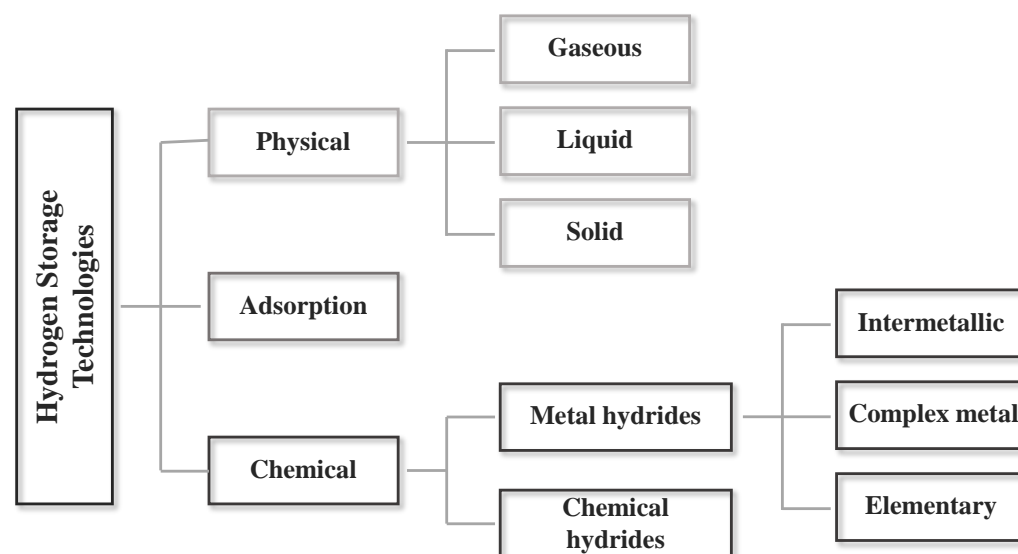 Hydrogen Storage
Technologies
Physical
Gaseous
Liquid
Solid
Adsorption
Chemical
Metal hydrides
Intermetallic
Complex metal
Elementary
Chemical
hydrides